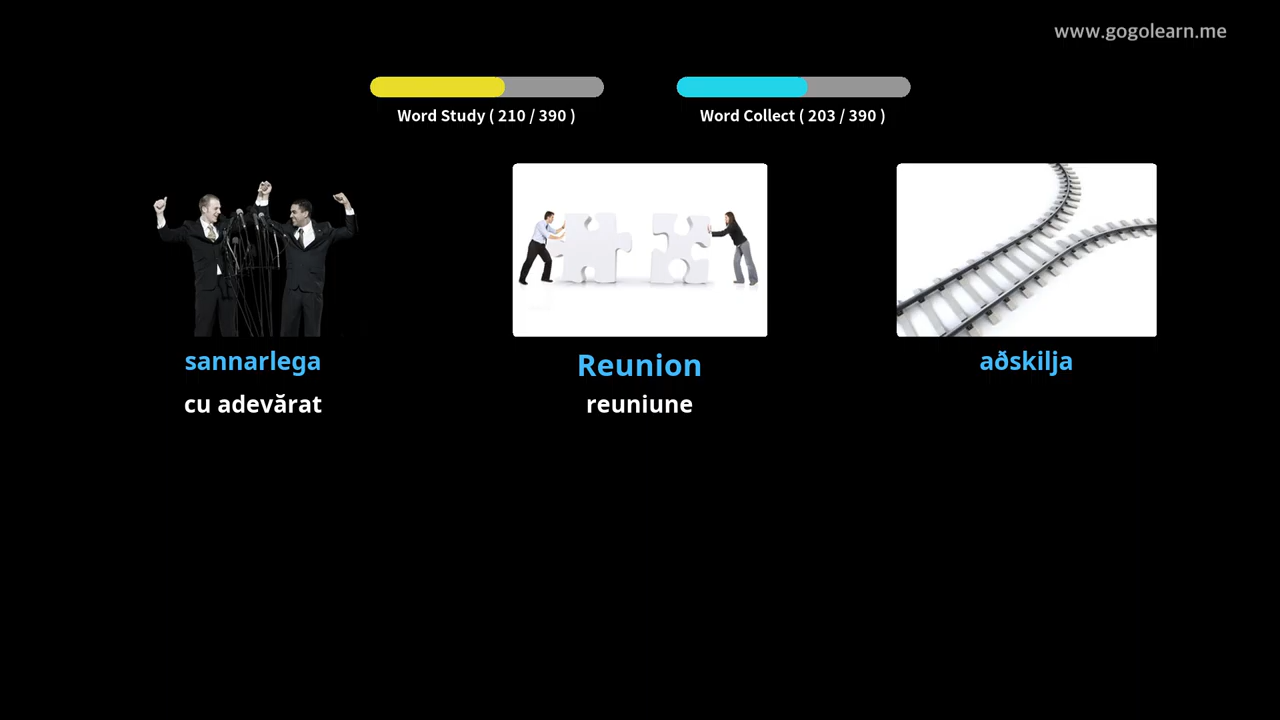 www.gogolearn.me
Word Study ( 210 / 390 )
Word Collect ( 203 / 390 )
sannarlega
cu adevărat
Reunion
reuniune
aðskilja